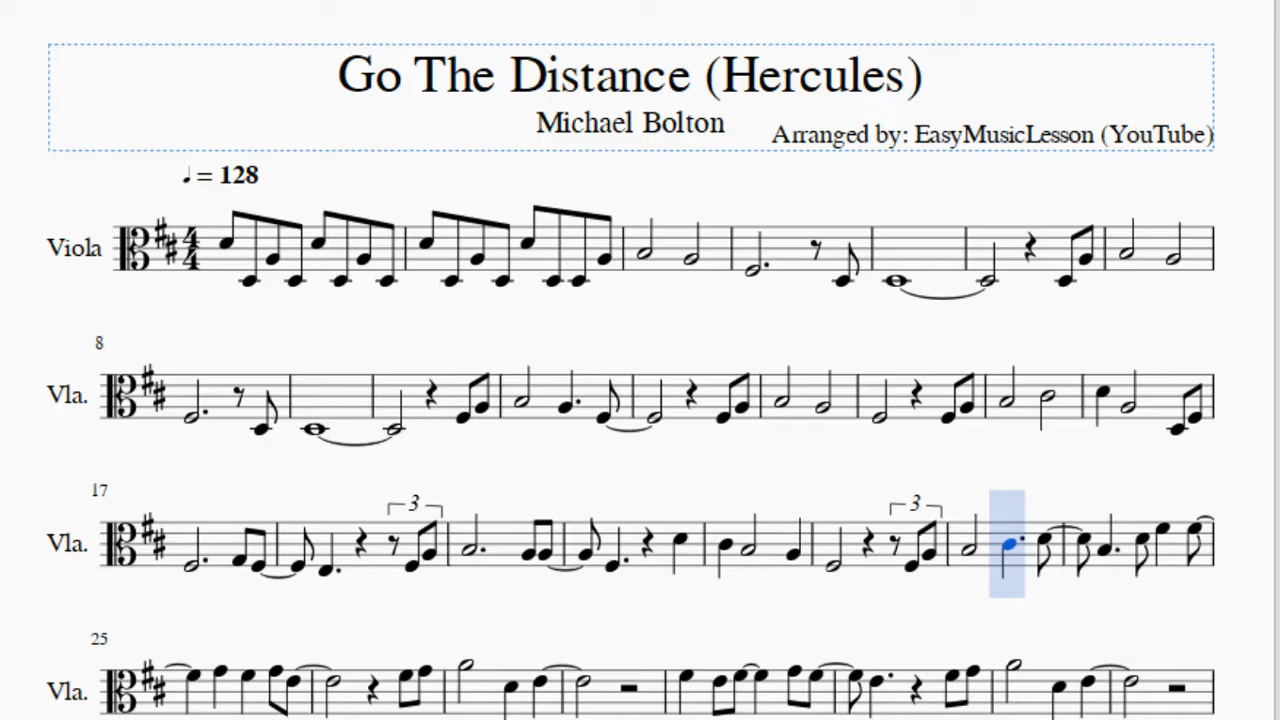 Go The Distance (Hercules)
Michael Bolton
Arranged by: EasyMusicLesson (YouTube)
♩ = 128
Viola
4
4
8
Vla.
17
3
3
Vla.
25
Vla.